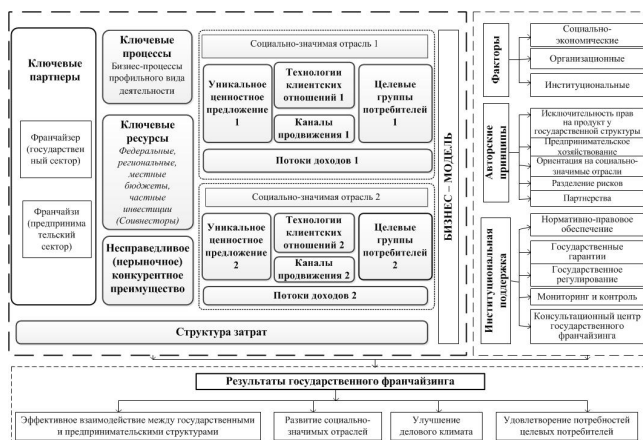 Ключевые
партнеры
Франчайзер
(государствен
ный сектор)
Франчайзи
(предпринима
тельский
сектор)
Ключевые
процессы
Бизнес-процессы
профильного вида
деятельности
Ключевые
ресурсы
Федеральные,
региональные,
местные
бюджеты,
частные
инвестиции
(Соинвесторы)
Несправедливое
(нерыночное)
конкурентное
преимущество
Социально-значимая отрасль 1
Уникальное
ценностное
предложение
1
Технологии
клиентских
отношений 1
Каналы
продвижения 1
Целевые
группы
потребителей
1
Потоки доходов 1
Социально-значимая отрасль 2
Уникальное
ценностное
предложение
2
Технологии
клиентских
отношений 2
Каналы
продвижения 2
Целевые
группы
потребителей
2
Потоки доходов 2
Структура затрат
БИЗНЕС – МОДЕЛЬ
Факторы
Социально-
экономические
Организационные
Институциональные
Авторские
принципы
Исключительность прав
на продукт у
государственной структуры
Предпринимательское
хозяйствование
Ориентация на социально-
значимые отрасли
Разделение рисков
Партнерства
Институциональная
поддержка
Нормативно-правовое
обеспечение
Государственные
гарантии
Государственное
регулирование
Мониторинг и контроль
Консультационный центр
государственного
франчайзинга
Результаты государственного франчайзинга
Эффективное взаимодействие между государственными
и предпринимательскими структурами
Развитие социально-
значимых отраслей
Улучшение
делового климата
Удовлетворение потребностей
целевых потребителей